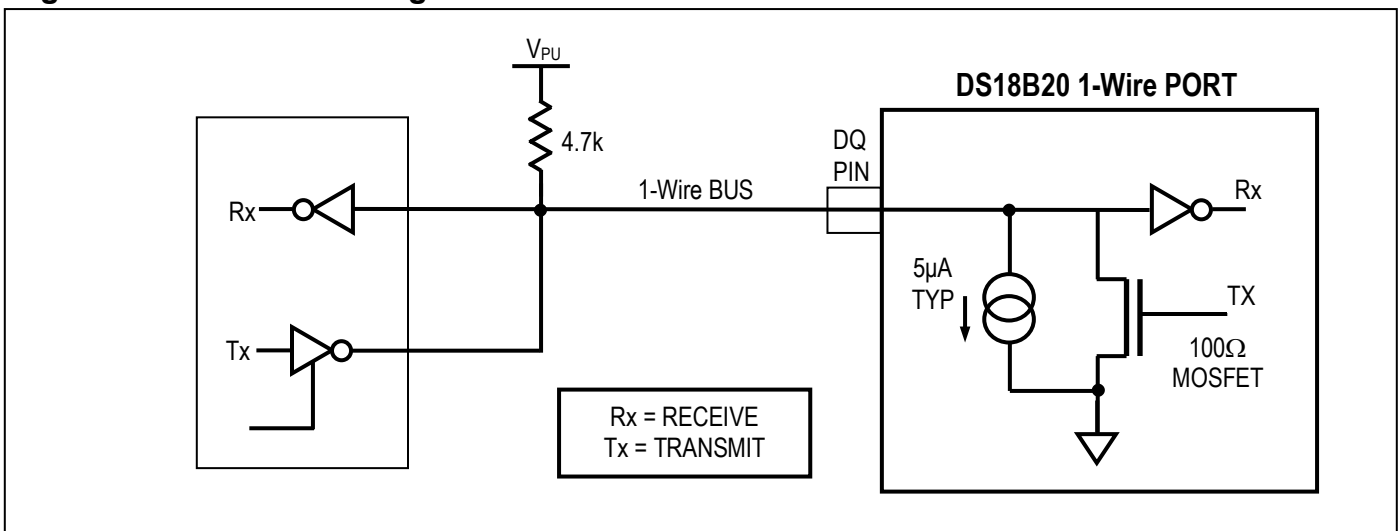 V_PU
4.7k
DS18B20 1-Wire PORT
DQ
PIN
1-Wire BUS
Rx
Rx
5µA
TYP
TX
100Ω
MOSFET
Tx
Rx = RECEIVE
Tx = TRANSMIT